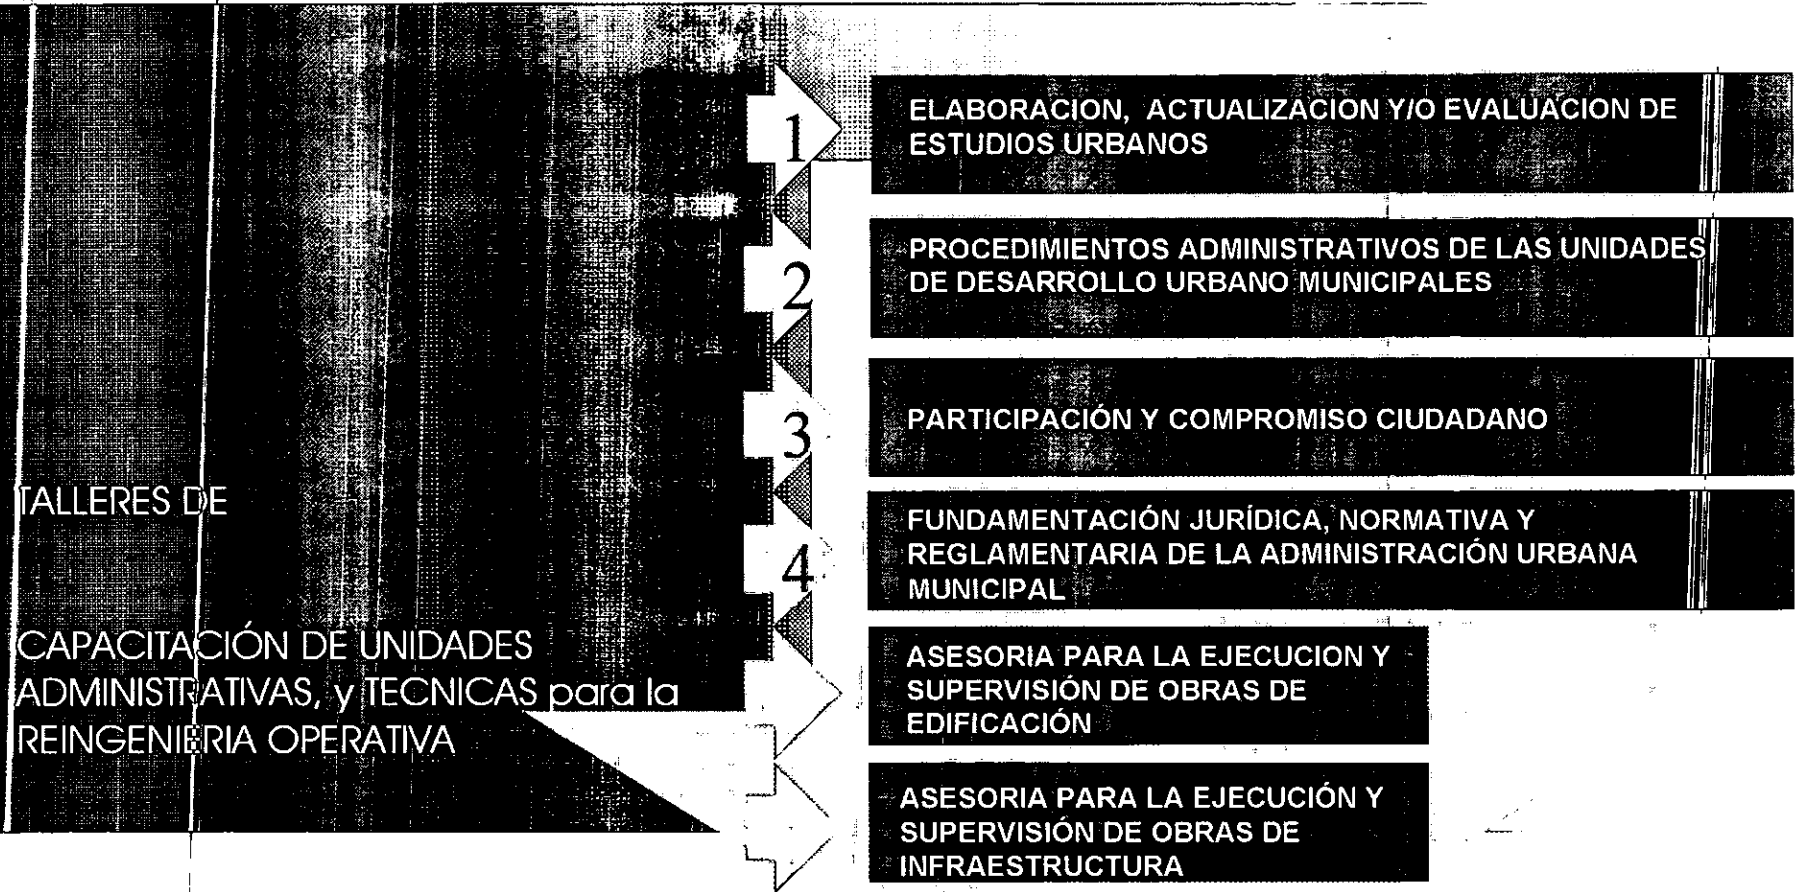 TALLERES DE
CAPACITACIÓN DE UNIDADES
ADMINISTRATIVAS, y TECNICAS para la
REINGENIERIA OPERATIVA
1
ELABORACION, ACTUALIZACION Y/O EVALUACION DE
ESTUDIOS URBANOS
2
PROCEDIMIENTOS ADMINISTRATIVOS DE LAS UNIDADES
DE DESARROLLO URBANO MUNICIPALES
3
PARTICIPACIÓN Y COMPROMISO CIUDADANO
4
FUNDAMENTACIÓN JURÍDICA, NORMATIVA Y
REGLAMENTARIA DE LA ADMINISTRACIÓN URBANA
MUNICIPAL
ASESORIA PARA LA EJECUCION Y
SUPERVISIÓN DE OBRAS DE
EDIFICACIÓN
ASESORIA PARA LA EJECUCIÓN Y
SUPERVISIÓN DE OBRAS DE
INFRAESTRUCTURA